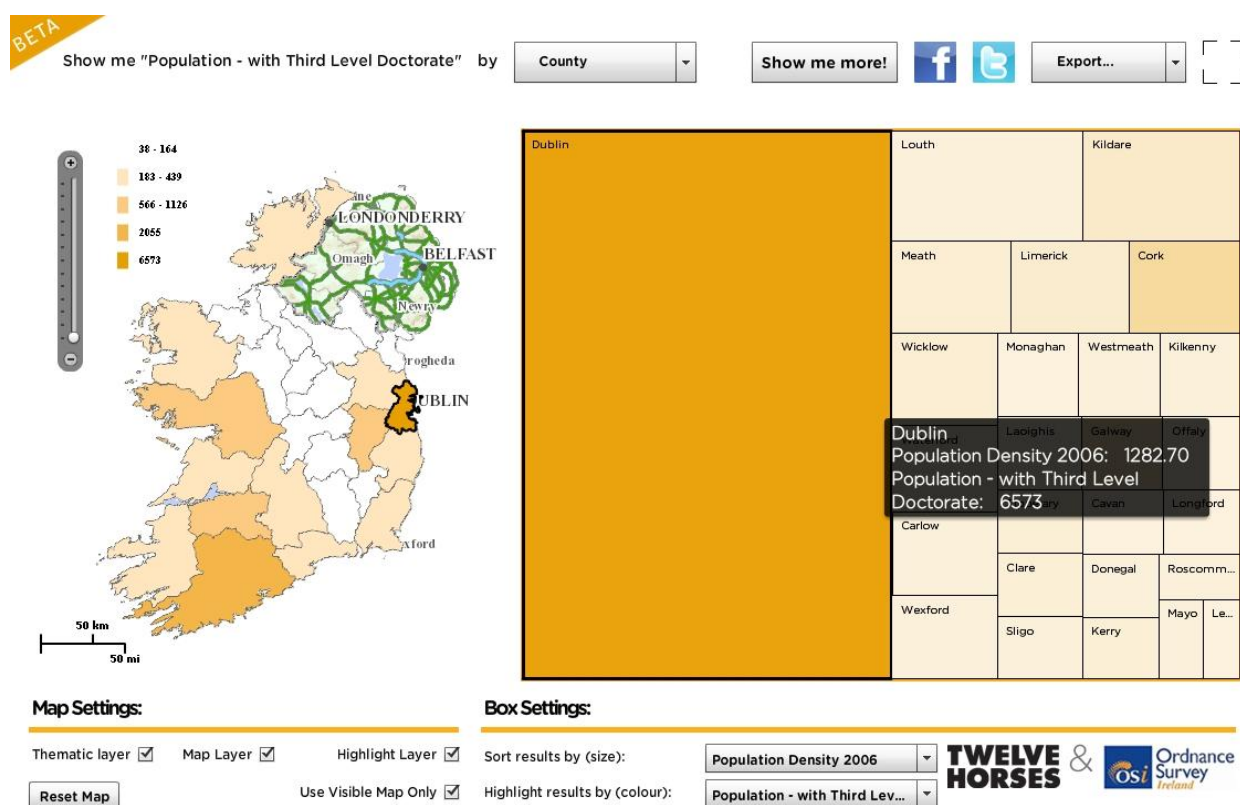 BETA
Show me "Population - with Third Level Doctorate" by
County
Show me more!
f
t
Export...
38 - 164
183 - 439
566 - 1126
2055
6573
LONDONDERRY
Omagh
BELFAST
Newry
rogheda
UBLIN
xford
50 km
50 mi
Dublin
Louth
Kildare
Meath
Limerick
Cork
Wicklow
Monaghan
Westmeath
Kilkenny
Laoighis
Galway
Offaly
Dublin
Population Density 2006: 1282.70
Population - with Third Level
Doctorate: 6573
Cavan
Longford
Carlow
Clare
Donegal
Roscomm...
Wexford
Sligo
Kerry
Mayo
Le...
Map Settings:
Thematic layer
Map Layer
Highlight Layer
Reset Map
Use Visible Map Only
Box Settings:
Sort results by (size):
Population Density 2006
Highlight results by (colour):
Population - with Third Lev...
TWELVE
HORSES
&
osi
Ordnance
Survey
Ireland